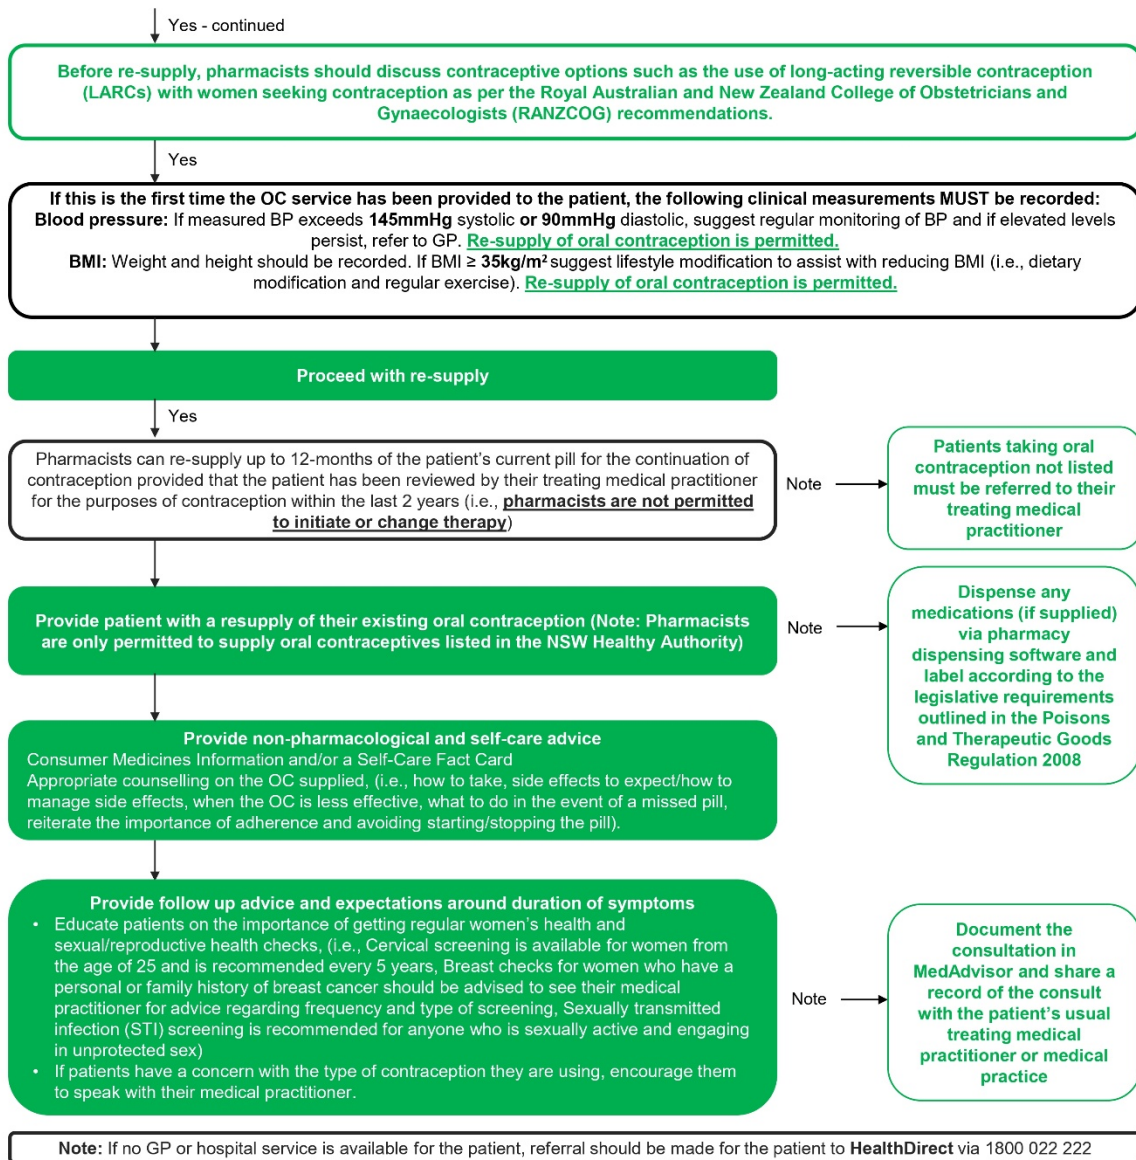 Yes - continued
Before re-supply, pharmacists should discuss contraceptive options such as the use of long-acting reversible contraception
(LARCs) with women seeking contraception as per the Royal Australian and New Zealand College of Obstetricians and
Gynaecologists (RANZCOG) recommendations.
Yes
If this is the first time the OC service has been provided to the patient, the following clinical measurements MUST be recorded:
Blood pressure: If measured BP exceeds 145mmHg systolic or 90mmHg diastolic, suggest regular monitoring of BP and if elevated levels
persist, refer to GP. Re-supply of oral contraception is permitted.
BMI: Weight and height should be recorded. If BMI ≥ 35kg/m² suggest lifestyle modification to assist with reducing BMI (i.e., dietary
modification and regular exercise). Re-supply of oral contraception is permitted.
Proceed with re-supply
Yes
Pharmacists can re-supply up to 12-months of the patient's current pill for the continuation of
contraception provided that the patient has been reviewed by their treating medical practitioner
for the purposes of contraception within the last 2 years (i.e., pharmacists are not permitted
to initiate or change therapy)
Note
Patients taking oral
contraception not listed
must be referred to their
treating medical
practitioner
Provide patient with a resupply of their existing oral contraception (Note: Pharmacists
are only permitted to supply oral contraceptives listed in the NSW Healthy Authority)
Note
Dispense any
medications (if supplied)
via pharmacy
dispensing software and
label according to the
legislative requirements
outlined in the Poisons
and Therapeutic Goods
Regulation 2008
Provide non-pharmacological and self-care advice
Consumer Medicines Information and/or a Self-Care Fact Card
Appropriate counselling on the OC supplied, (i.e., how to take, side effects to expect/how to
manage side effects, when the OC is less effective, what to do in the event of a missed pill,
reiterate the importance of adherence and avoiding starting/stopping the pill).
Provide follow up advice and expectations around duration of symptoms
• Educate patients on the importance of getting regular women's health and
sexual/reproductive health checks, (i.e., Cervical screening is available for women from
the age of 25 and is recommended every 5 years, Breast checks for women who have a
personal or family history of breast cancer should be advised to see their medical
practitioner for advice regarding frequency and type of screening, Sexually transmitted
infection (STI) screening is recommended for anyone who is sexually active and engaging
in unprotected sex)
• If patients have a concern with the type of contraception they are using, encourage them
to speak with their medical practitioner.
Note
Document the
consultation in
MedAdvisor and share a
record of the consult
with the patient's usual
treating medical
practitioner or medical
practice
Note: If no GP or hospital service is available for the patient, referral should be made for the patient to HealthDirect via 1800 022 222